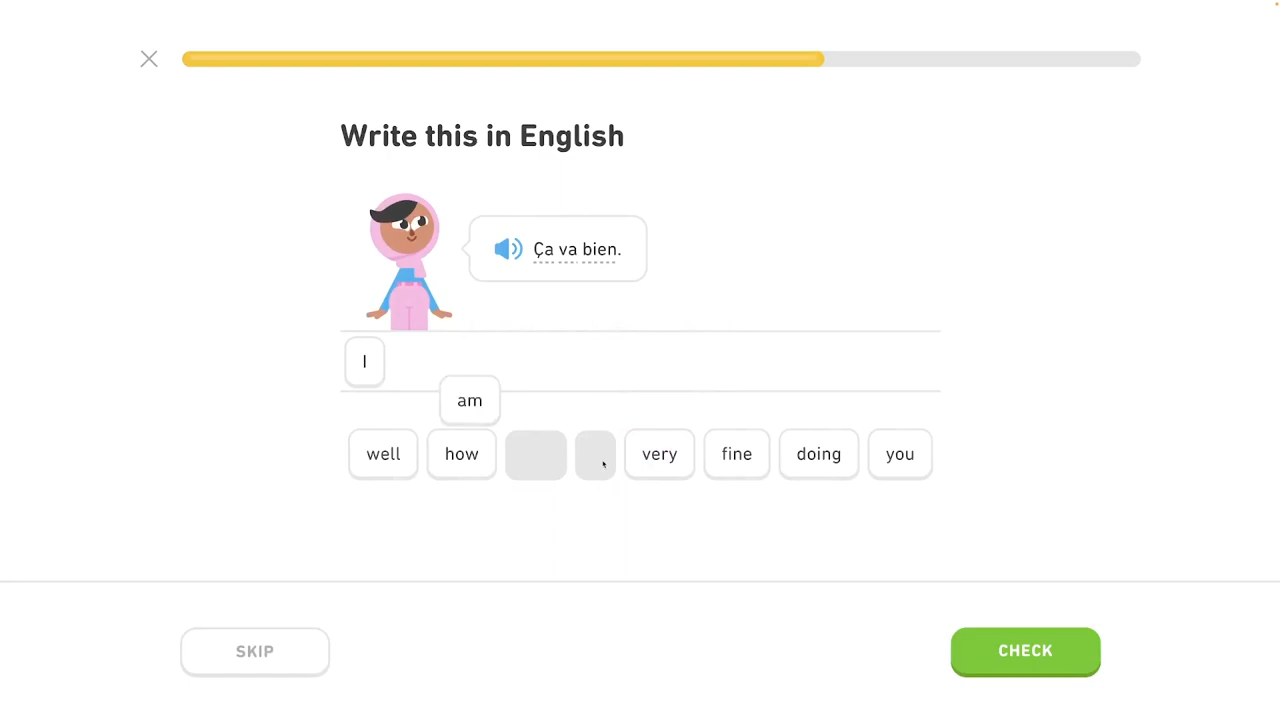 Write this in English
Ça va bien.
I
am
well how very fine doing you
SKIP CHECK